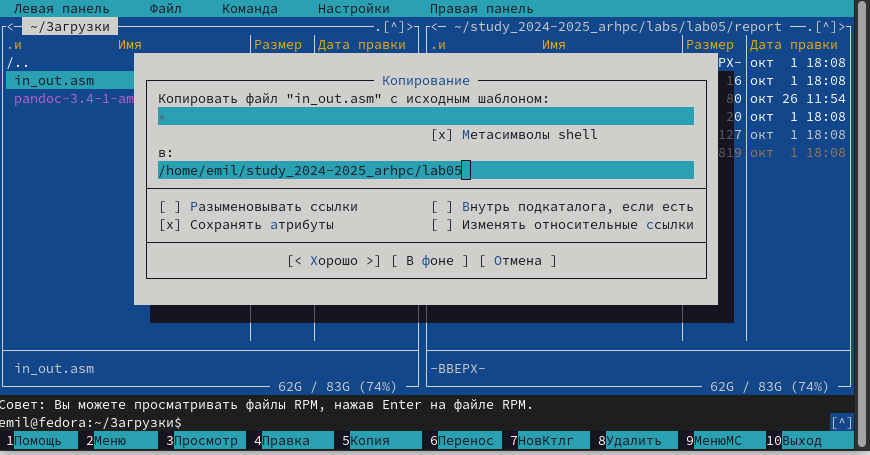 Левая панель Файл Команда Настройки Правая панель
<─ ~/Загрузки .[^]> <─ ~/study_2024-2025_arhpc/labs/lab05/report .[^]>
.и Имя Размер Дата правки .и Имя Размер Дата правки
/.. РХ- окт 1 18:08
in_out.asm 16 окт 1 18:08
pandoc-3.4-1-am 80 окт 26 11:54
20 окт 1 18:08
127 окт 1 18:08
819 окт 1 18:08
Копирование
Копировать файл "in_out.asm" с исходным шаблоном:
*
[x] Метасимволы shell
в:
/home/emil/study_2024-2025_arhpc/lab05
[ ] Разыменовывать ссылки [ ] Внутрь подкаталога, если есть
[x] Сохранять атрибуты [ ] Изменять относительные ссылки
[< Хорошо >] [ В фоне ] [ Отмена ]
in_out.asm -ВВЕРХ-
62G / 83G (74%) 62G / 83G (74%)
Совет: Вы можете просматривать файлы RPM, нажав Enter на файле RPM.
emil@fedora:~/Загрузки$ [^]
1Помощь 2Меню 3Просмотр 4Правка 5Копия 6Перенос 7НовКтлг 8Удалить 9МенюМС 10Выход